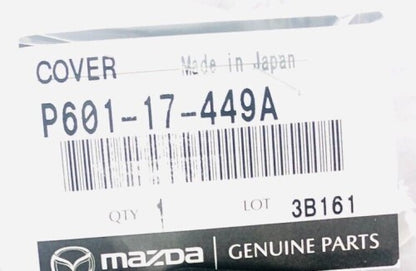 COVER Made in Japan
P601-17-449A
QTY 1 LOT 3B161
mazda GENUINE PARTS